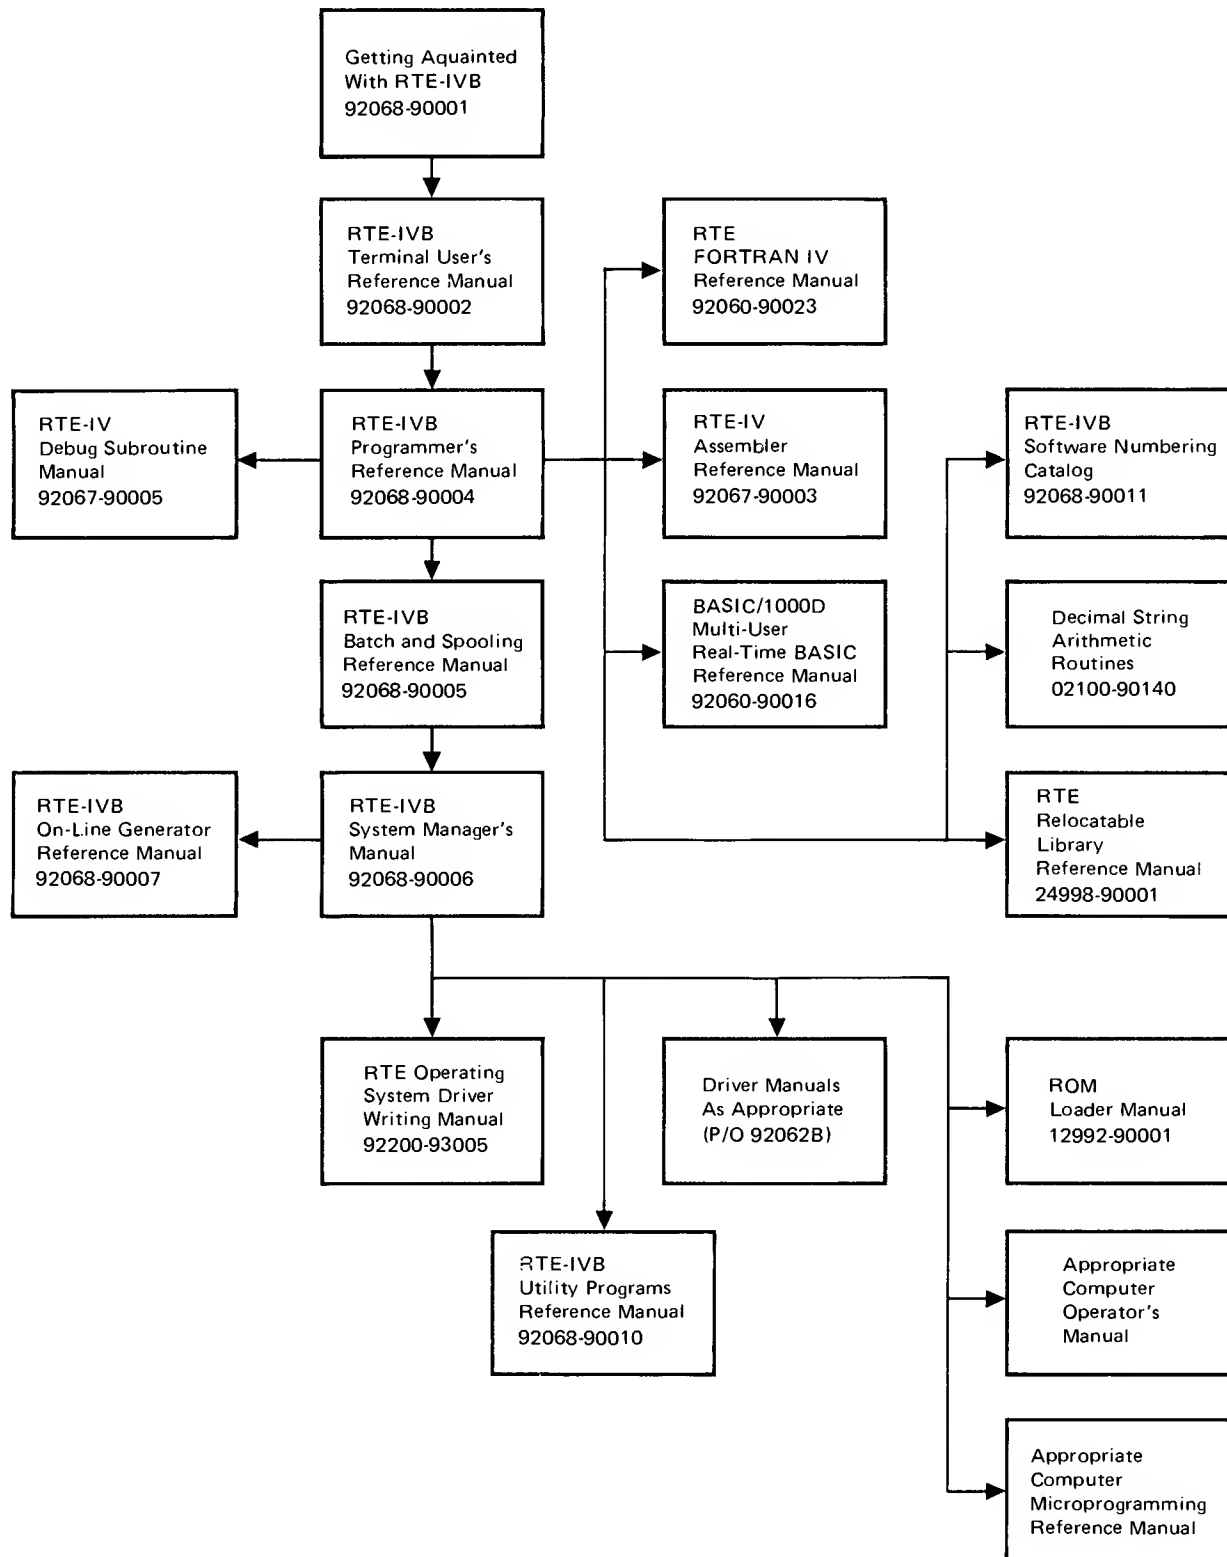 Getting Aquainted
With RTE-IVB
92068-90001
RTE-IVB
Terminal User's
Reference Manual
92068-90002
RTE
FORTRAN IV
Reference Manual
92060-90023
RTE-IV
Debug Subroutine
Manual
92067-90005
RTE-IVB
Programmer's
Reference Manual
92068-90004
RTE-IV
Assembler
Reference Manual
92067-90003
RTE-IVB
Software Numbering
Catalog
92068-90011
RTE-IVB
Batch and Spooling
Reference Manual
92068-90005
BASIC/1000D
Multi-User
Real-Time BASIC
Reference Manual
92060-90016
Decimal String
Arithmetic
Routines
02100-90140
RTE-IVB
On-Line Generator
Reference Manual
92068-90007
RTE-IVB
System Manager's
Manual
92068-90006
RTE
Relocatable
Library
Reference Manual
24998-90001
RTE Operating
System Driver
Writing Manual
92200-93005
Driver Manuals
As Appropriate
(P/O 92062B)
ROM
Loader Manual
12992-90001
RTE-IVB
Utility Programs
Reference Manual
92068-90010
Appropriate
Computer
Operator's
Manual
Appropriate
Computer
Microprogramming
Reference Manual